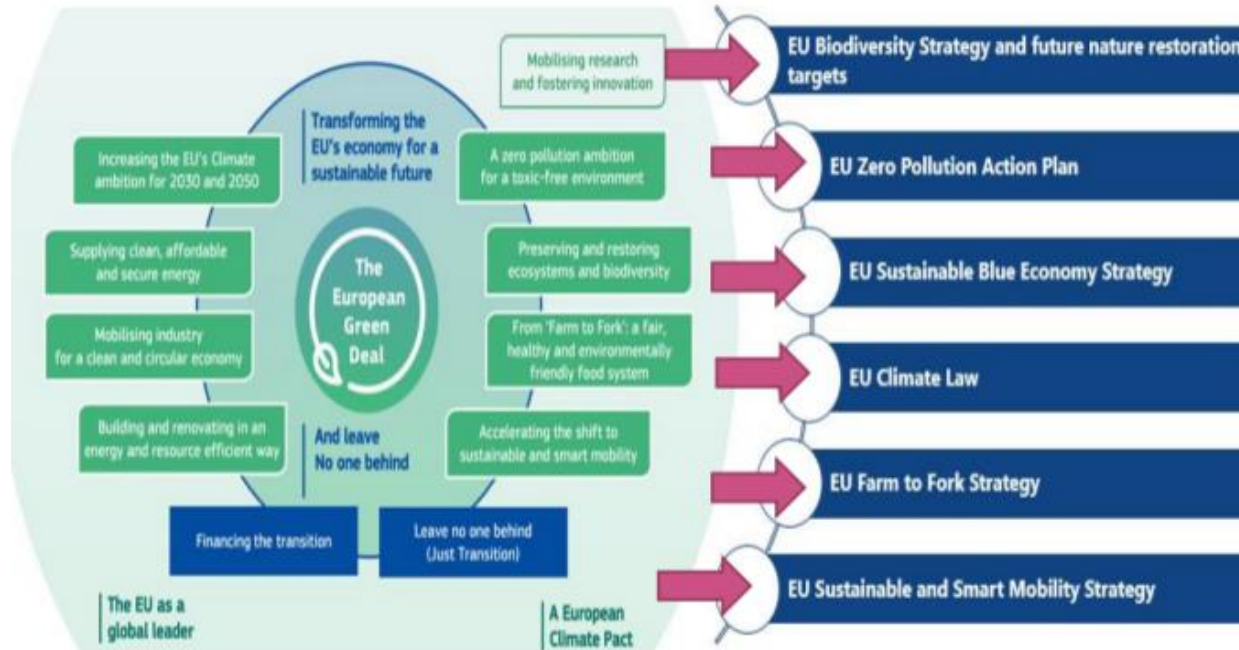 Mobilising research
and fostering innovation
Transforming the
EU's economy for a
sustainable future
Increasing the EU's Climate
ambition for 2030 and 2050
A zero pollution ambition
for a toxic-free environment
Supplying clean, affordable
and secure energy
Preserving and restoring
ecosystems and biodiversity
The
European
Green
Deal
Mobilising industry
for a clean and circular economy
From 'Farm to Fork': a fair,
healthy and environmentally
friendly food system
Building and renovating in an
energy and resource efficient way
And leave
No one behind
Accelerating the shift to
sustainable and smart mobility
Financing the transition
Leave no one behind
(Just Transition)
The EU as a
global leader
A European
Climate Pact
EU Biodiversity Strategy and future nature restoration
targets
EU Zero Pollution Action Plan
EU Sustainable Blue Economy Strategy
EU Climate Law
EU Farm to Fork Strategy
EU Sustainable and Smart Mobility Strategy